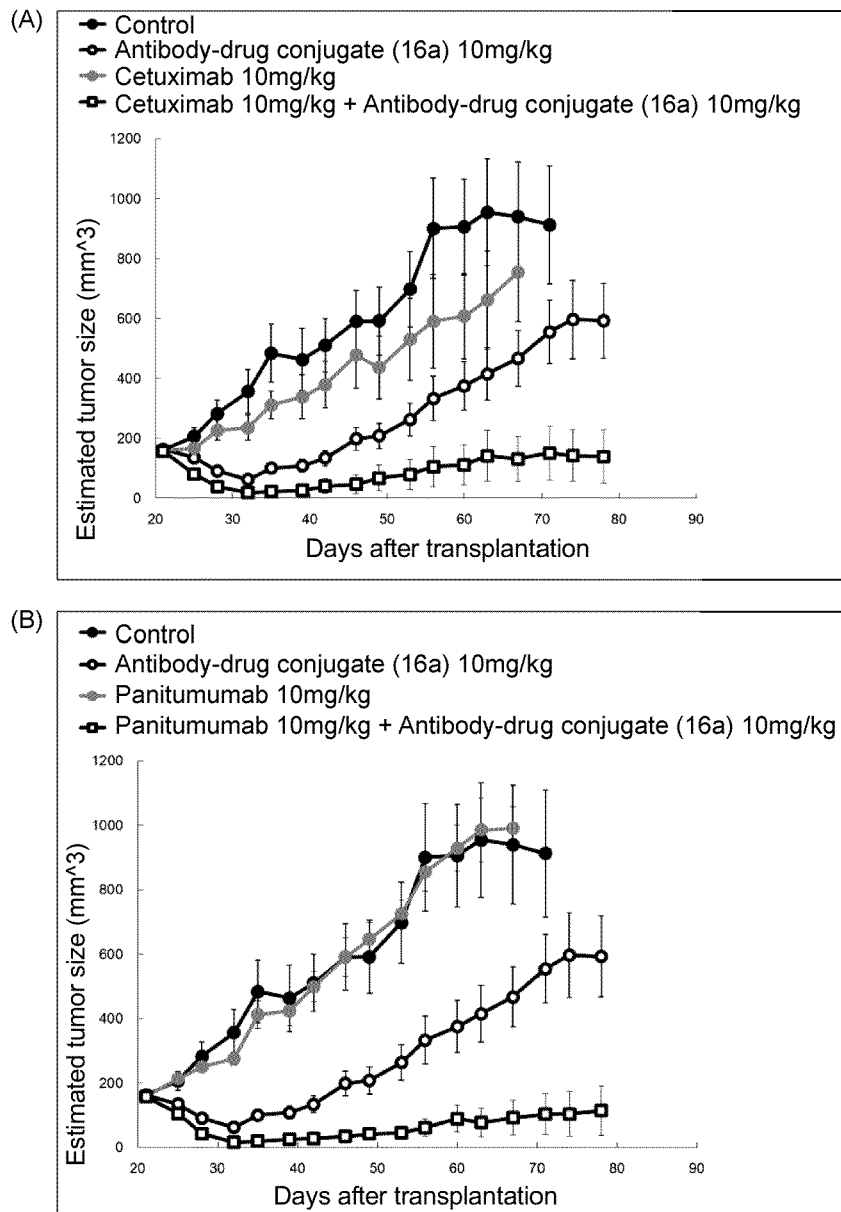 (A)
Control
Antibody-drug conjugate (16a) 10mg/kg
Cetuximab 10mg/kg
Cetuximab 10mg/kg + Antibody-drug conjugate (16a) 10mg/kg
Estimated tumor size (mm^3)
1200
1000
800
600
400
200
0
20 30 40 50 60 70 80 90
Days after transplantation
(B)
Control
Antibody-drug conjugate (16a) 10mg/kg
Panitumumab 10mg/kg
Panitumumab 10mg/kg + Antibody-drug conjugate (16a) 10mg/kg
Estimated tumor size (mm^3)
1200
1000
800
600
400
200
0
20 30 40 50 60 70 80 90
Days after transplantation